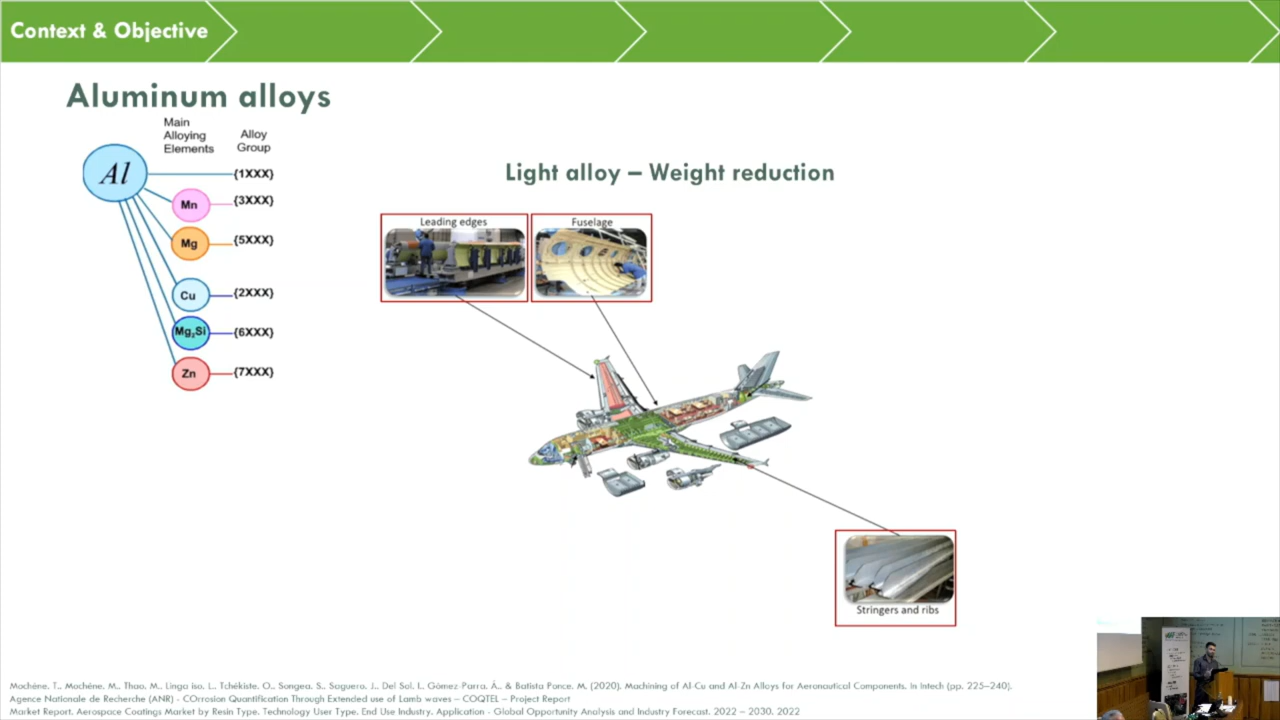 Context & Objective
Aluminum alloys
Main
Alloying
Elements
Alloy
Group
Al
{1XXX}
Mn
{3XXX}
Mg
{5XXX}
Cu
{2XXX}
Mg2Si
{6XXX}
Zn
{7XXX}
Light alloy – Weight reduction
Leading edges
Fuselage
Stringers and ribs
Mochéne, T., Mochéne, M., Thao, M., Linga iso, L., Tchékiste, O., Songea, S., Saguero, J., Del Sol, I., Gómez-Parra, Á., & Batista Ponce, M. (2020). Machining of Al-Cu and Al-Zn Alloys for Aeronautical Components. In Intech (pp. 225–240).
Agence Nationale de Recherche (ANR) - COrrosion Quantification Through Extended use of Lamb waves – COQTEL – Project Report
Market Report. Aerospace Coatings Market by Resin Type. Technology User Type. End Use Industry. Application - Global Opportunity Analysis and Industry Forecast. 2022 – 2030. 2022